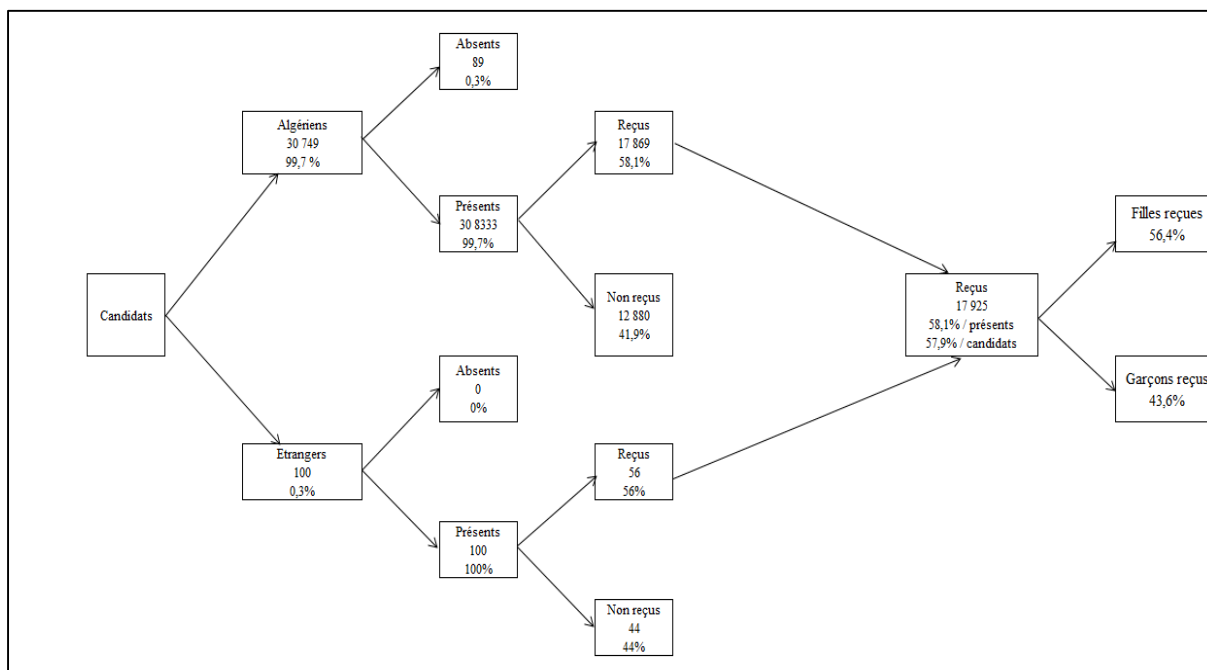 Absents
89
0,3%
Algériens
30 749
99,7 %
Reçus
17 869
58,1%
Présents
30 8333
99,7%
Filles reçues
56,4%
Candidats
Non reçus
12 880
41,9%
Reçus
17 925
58,1% / présents
57,9% / candidats
Absents
0
0%
Garçons reçus
43,6%
Etrangers
100
0,3%
Reçus
56
56%
Présents
100
100%
Non reçus
44
44%